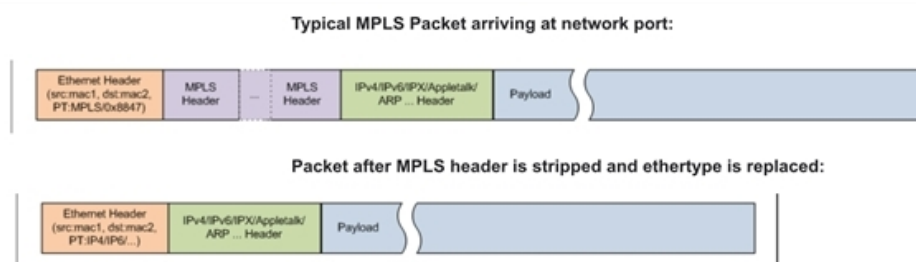 Typical MPLS Packet arriving at network port:
Ethernet Header
(src:mac1, dst:mac2,
PT:MPLS/0x8847)
MPLS
Header
...
MPLS
Header
IPv4/IPv6/IPX/Appletalk/
ARP ... Header
Payload
Packet after MPLS header is stripped and ethertype is replaced:
Ethernet Header
(src:mac1, dst:mac2,
PT:IP4/IP6/...)
IPv4/IPv6/IPX/Appletalk/
ARP ... Header
Payload